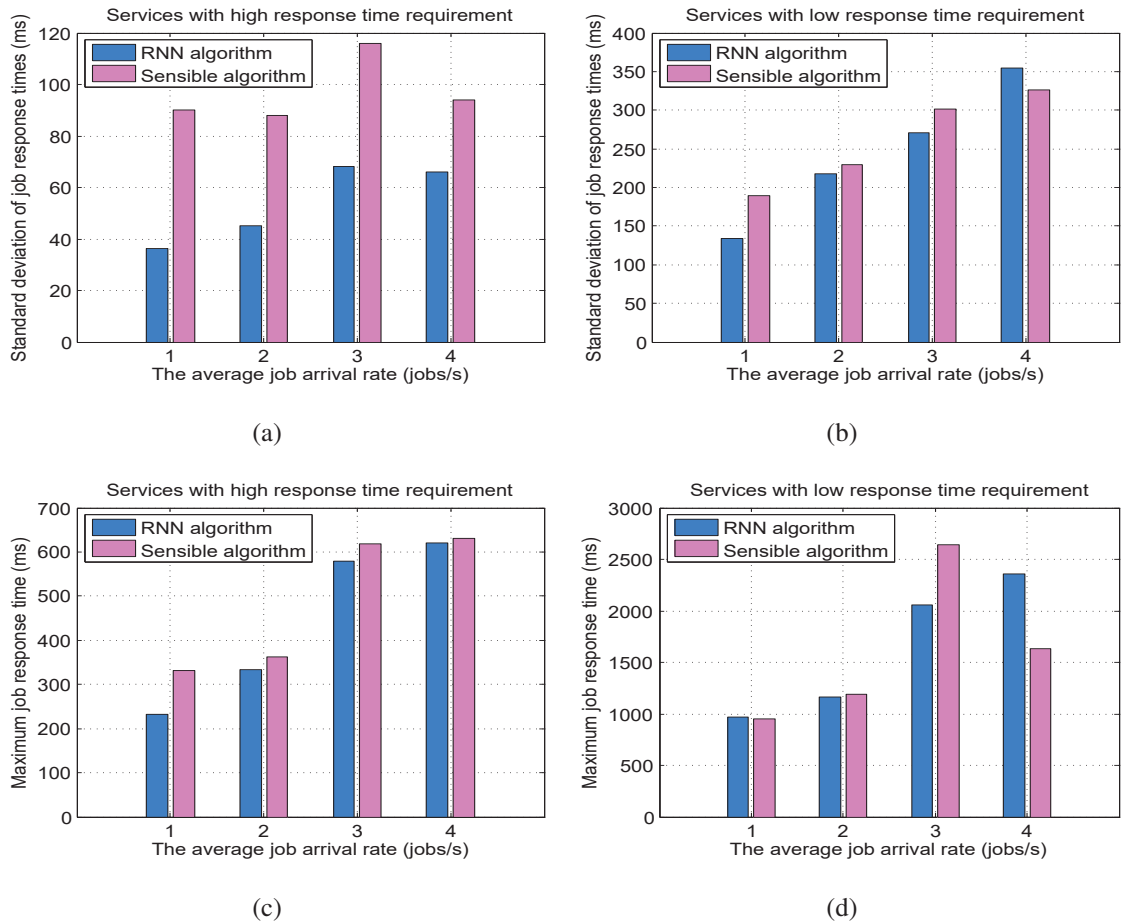 Services with high response time requirement
Standard deviation of job response times (ms)
120
100
80
60
40
20
0
RNN algorithm
Sensible algorithm
1 2 3 4
The average job arrival rate (jobs/s)
(a)
Services with low response time requirement
Standard deviation of job response times (ms)
400
350
300
250
200
150
100
50
0
RNN algorithm
Sensible algorithm
1 2 3 4
The average job arrival rate (jobs/s)
(b)
Services with high response time requirement
Maximum job response time (ms)
700
600
500
400
300
200
100
0
RNN algorithm
Sensible algorithm
1 2 3 4
The average job arrival rate (jobs/s)
(c)
Services with low response time requirement
Maximum job response time (ms)
3000
2500
2000
1500
1000
500
0
RNN algorithm
Sensible algorithm
1 2 3 4
The average job arrival rate (jobs/s)
(d)